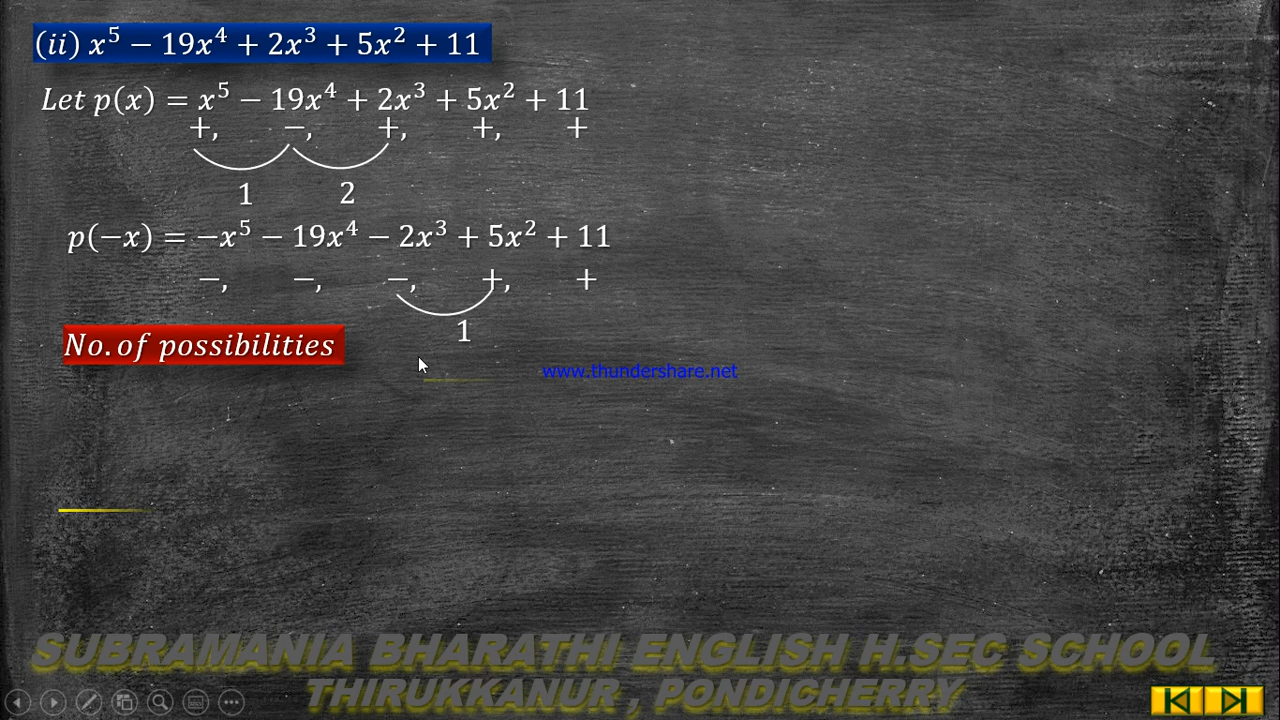 (ii) x⁵ − 19x⁴ + 2x³ + 5x² + 11
Let p(x) = x⁵ − 19x⁴ + 2x³ + 5x² + 11
+, −, +, +, +
1 2
p(−x) = −x⁵ − 19x⁴ − 2x³ + 5x² + 11
−, −, −, +, +
1
No. of possibilities
www.thundershare.net
SUBRAMANIA BHARATHI ENGLISH H.SEC SCHOOL
THIRUKKANUR , PONDICHERRY